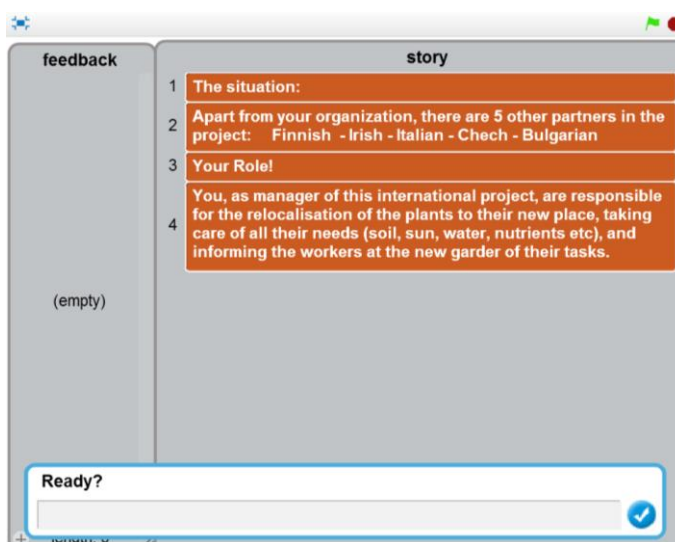 feedback
story
1 The situation:
2 Apart from your organization, there are 5 other partners in the
project: Finnish - Irish - Italian - Chech - Bulgarian
3 Your Role!
4 You, as manager of this international project, are responsible
for the relocalisation of the plants to their new place, taking
care of all their needs (soil, sun, water, nutrients etc), and
informing the workers at the new garder of their tasks.
(empty)
Ready?